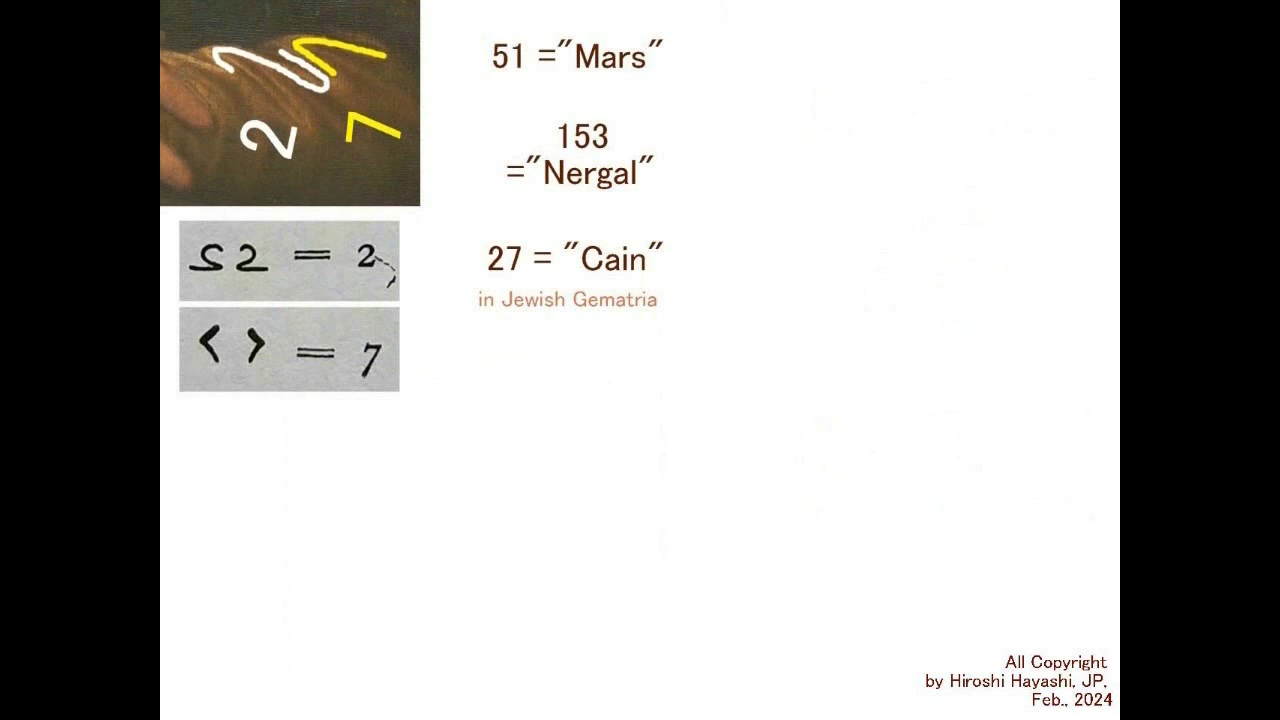 2 7
51 ="Mars"
153
="Nergal"
2 2 = 2
< > = 7
27 = "Cain"
in Jewish Gematria
All Copyright
by Hiroshi Hayashi, JP,
Feb., 2024